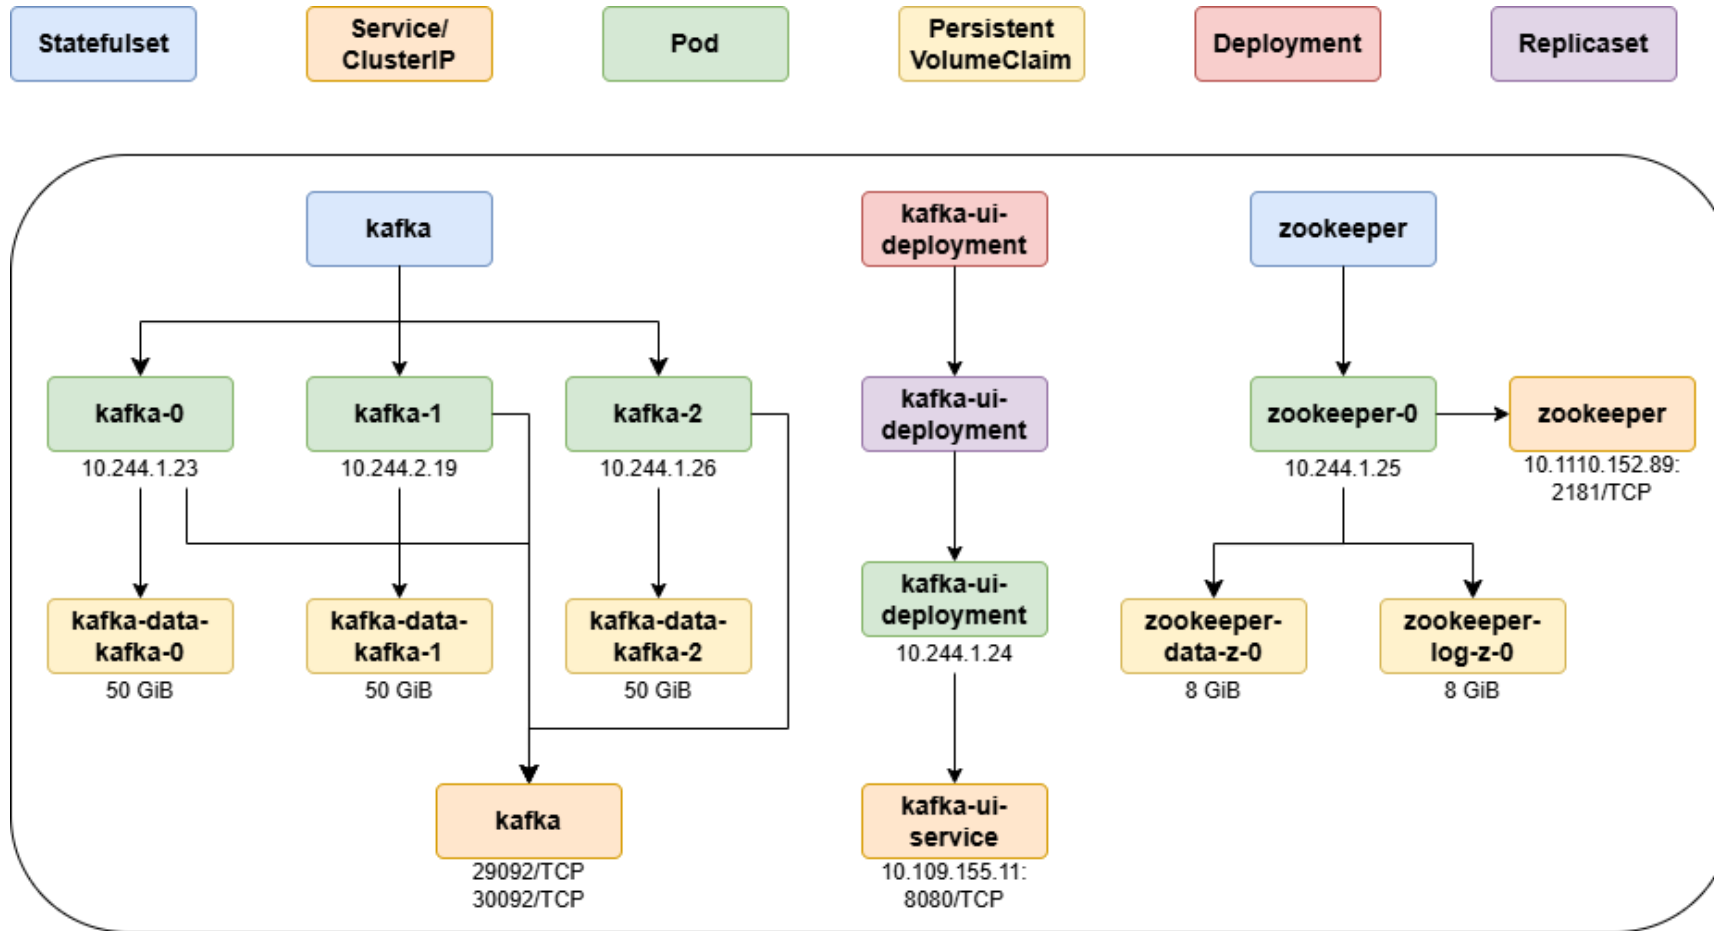 Statefulset
Service/
ClusterIP
Pod
Persistent
VolumeClaim
Deployment
Replicaset
kafka
kafka-ui-
deployment
zookeeper
kafka-0
10.244.1.23
kafka-1
10.244.2.19
kafka-2
10.244.1.26
kafka-ui-
deployment
zookeeper-0
10.244.1.25
zookeeper
10.1110.152.89:
2181/TCP
kafka-data-
kafka-0
50 GiB
kafka-data-
kafka-1
50 GiB
kafka-data-
kafka-2
50 GiB
kafka-ui-
deployment
10.244.1.24
zookeeper-
data-z-0
8 GiB
zookeeper-
log-z-0
8 GiB
kafka
29092/TCP
30092/TCP
kafka-ui-
service
10.109.155.11:
8080/TCP